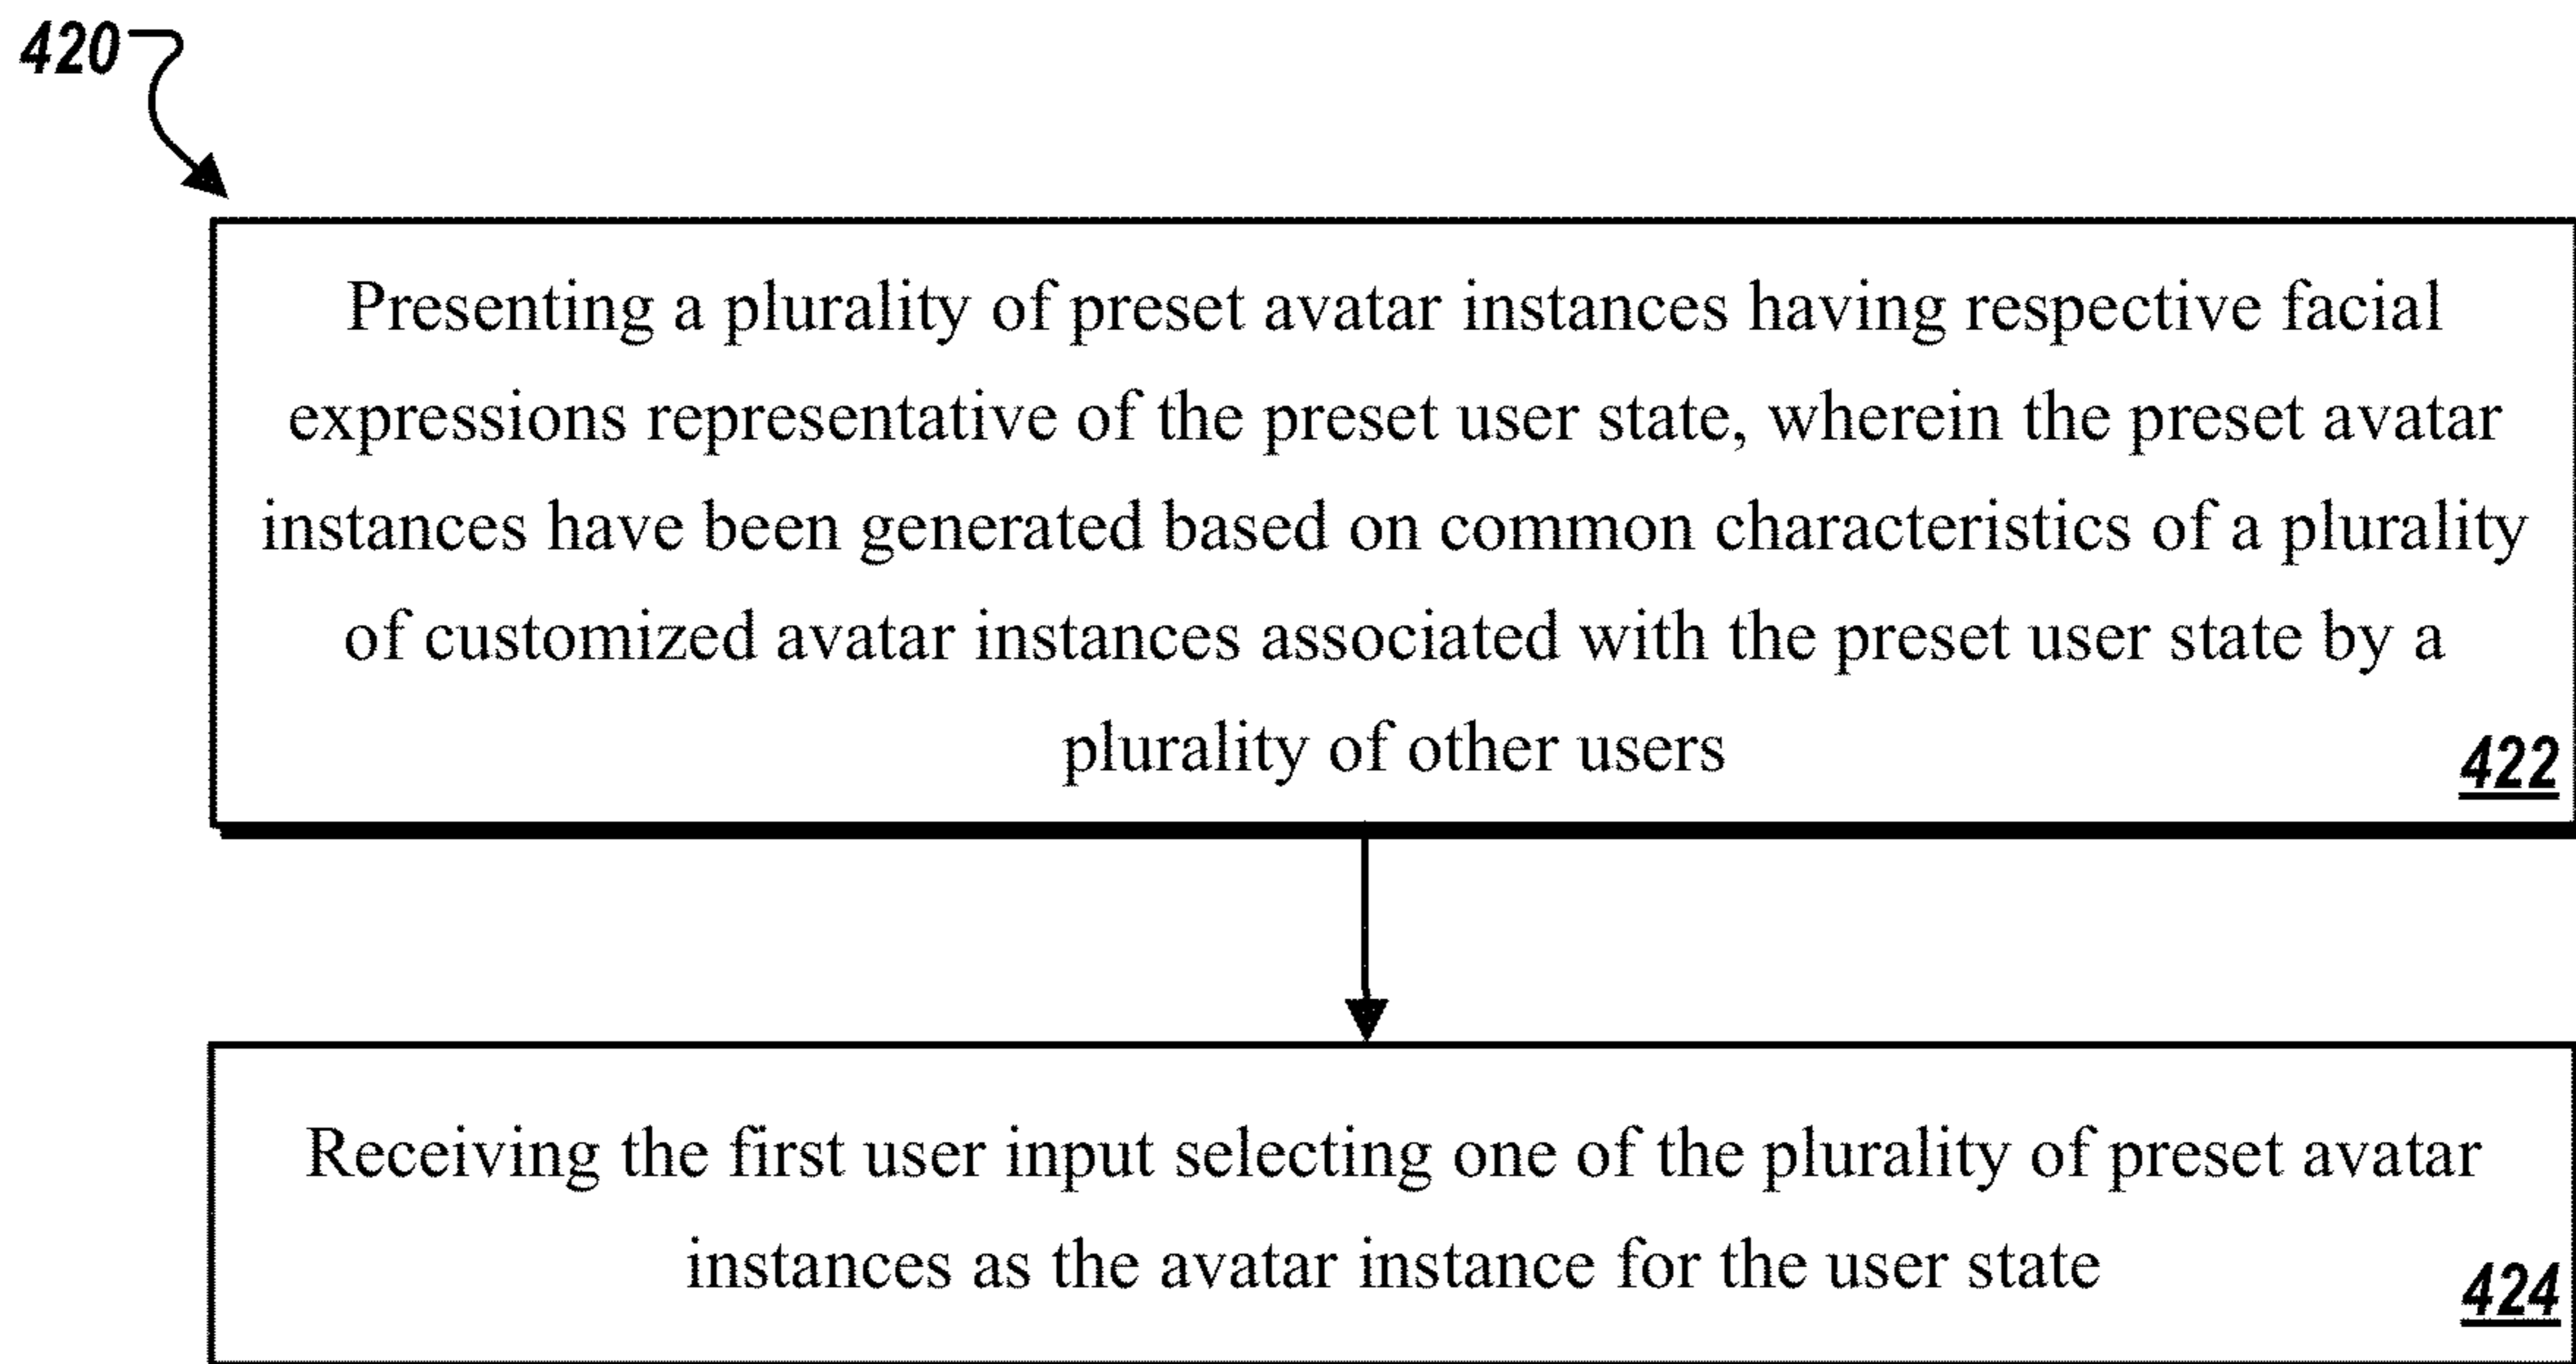 420
Presenting a plurality of preset avatar instances having respective facial
expressions representative of the preset user state, wherein the preset avatar
instances have been generated based on common characteristics of a plurality
of customized avatar instances associated with the preset user state by a
plurality of other users
422
Receiving the first user input selecting one of the plurality of preset avatar
instances as the avatar instance for the user state
424